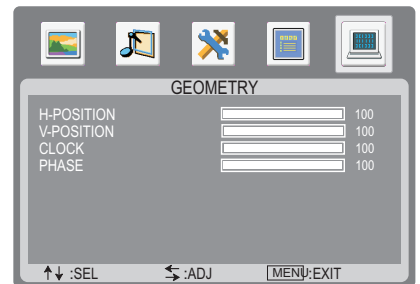 GEOMETRY
H-POSITION 100
V-POSITION 100
CLOCK 100
PHASE 100
:SEL :ADJ MENU:EXIT